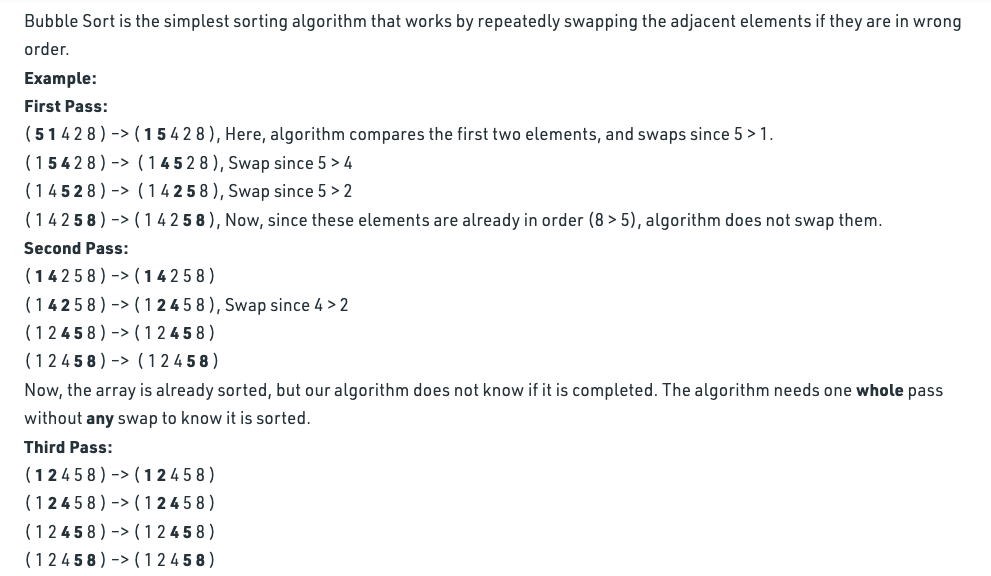 Bubble Sort is the simplest sorting algorithm that works by repeatedly swapping the adjacent elements if they are in wrong
order.
Example:
First Pass:
( 5 1 4 2 8 ) -> ( 1 5 4 2 8 ), Here, algorithm compares the first two elements, and swaps since 5 > 1.
( 1 5 4 2 8 ) -> ( 1 4 5 2 8 ), Swap since 5 > 4
( 1 4 5 2 8 ) -> ( 1 4 2 5 8 ), Swap since 5 > 2
( 1 4 2 5 8 ) -> ( 1 4 2 5 8 ), Now, since these elements are already in order (8 > 5), algorithm does not swap them.
Second Pass:
( 1 4 2 5 8 ) -> ( 1 4 2 5 8 )
( 1 4 2 5 8 ) -> ( 1 2 4 5 8 ), Swap since 4 > 2
( 1 2 4 5 8 ) -> ( 1 2 4 5 8 )
( 1 2 4 5 8 ) -> ( 1 2 4 5 8 )
Now, the array is already sorted, but our algorithm does not know if it is completed. The algorithm needs one whole pass
without any swap to know it is sorted.
Third Pass:
( 1 2 4 5 8 ) -> ( 1 2 4 5 8 )
( 1 2 4 5 8 ) -> ( 1 2 4 5 8 )
( 1 2 4 5 8 ) -> ( 1 2 4 5 8 )
( 1 2 4 5 8 ) -> ( 1 2 4 5 8 )